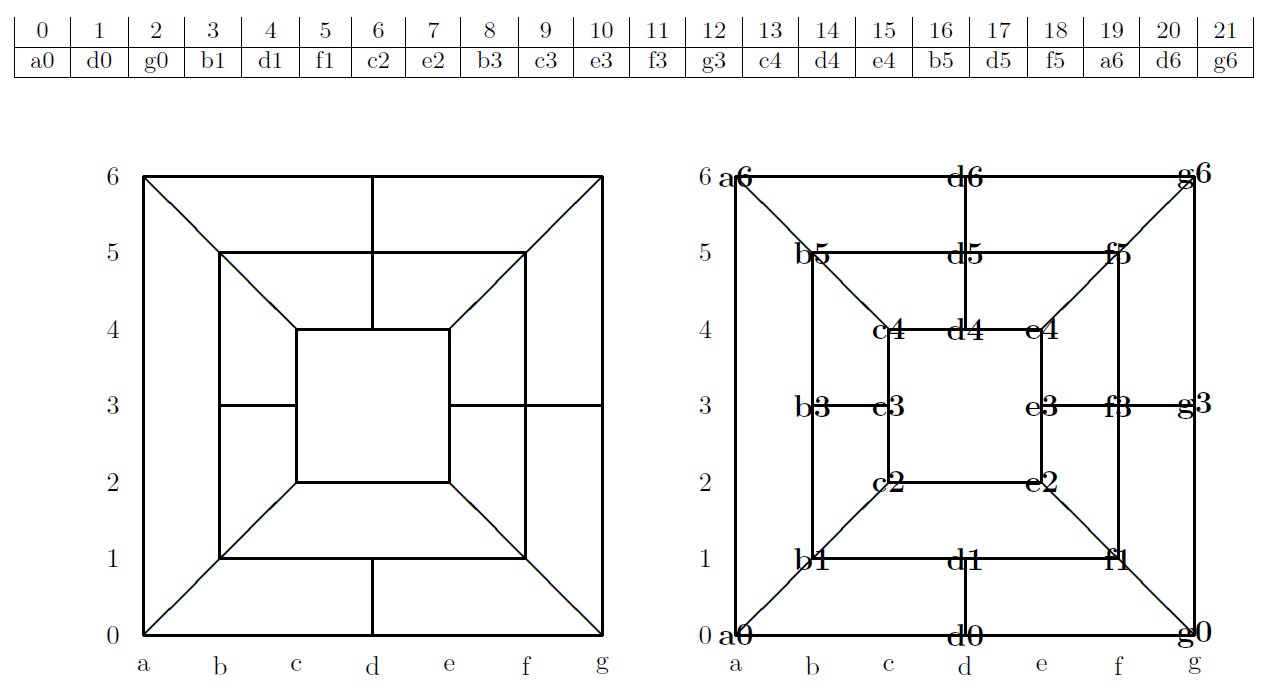 0 1 2 3 4 5 6 7 8 9 10 11 12 13 14 15 16 17 18 19 20 21
a0 d0 g0 b1 d1 f1 c2 e2 b3 c3 e3 f3 g3 c4 d4 e4 b5 d5 f5 a6 d6 g6
6
5
4
3
2
1
0
a b c d e f g
6 a6 d6 g6
5 b5 d5 f5
4 c4 d4 e4
3 b3 c3 e3 f3 g3
2 c2 e2
1 b1 d1 f1
0 a0 d0 g0
a b c d e f g